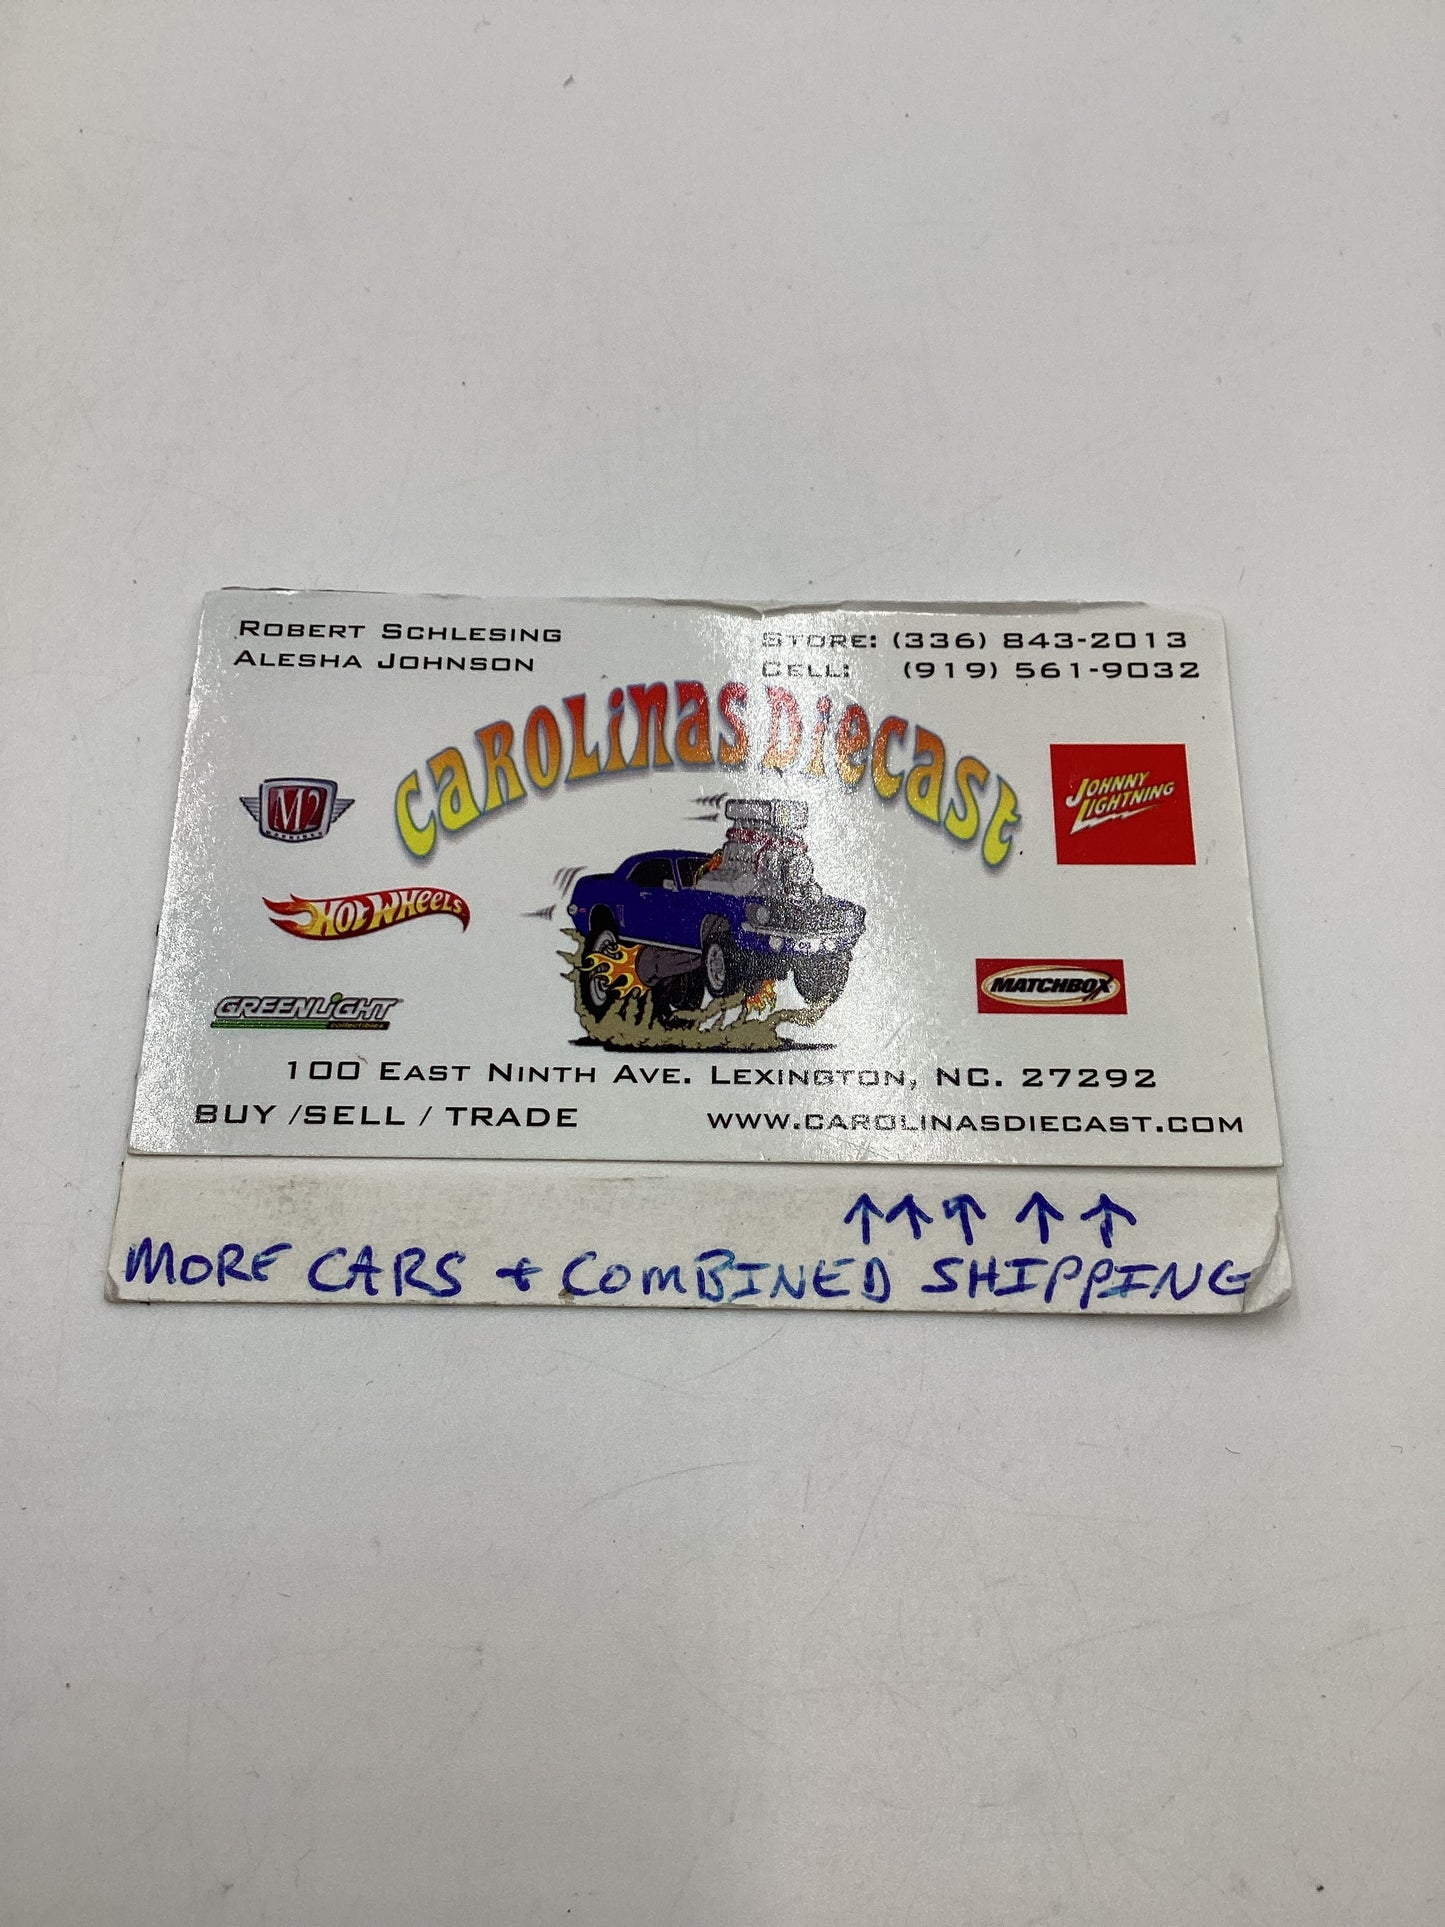 ROBERT SCHLESING
ALESHA JOHNSON
STORE: (336) 843-2013
CELL: (919) 561-9032
CAROLINAS DIECAST
M2
MACHINES
JOHNNY
LIGHTNING
HOT WHEELS
MATCHBOX
GREENLIGHT
collectibles
100 EAST NINTH AVE. LEXINGTON, NC. 27292
BUY /SELL / TRADE
WWW.CAROLINASDIECAST.COM
↑↑↑ ↑ ↑
MORE CARS + COMBINED SHIPPING